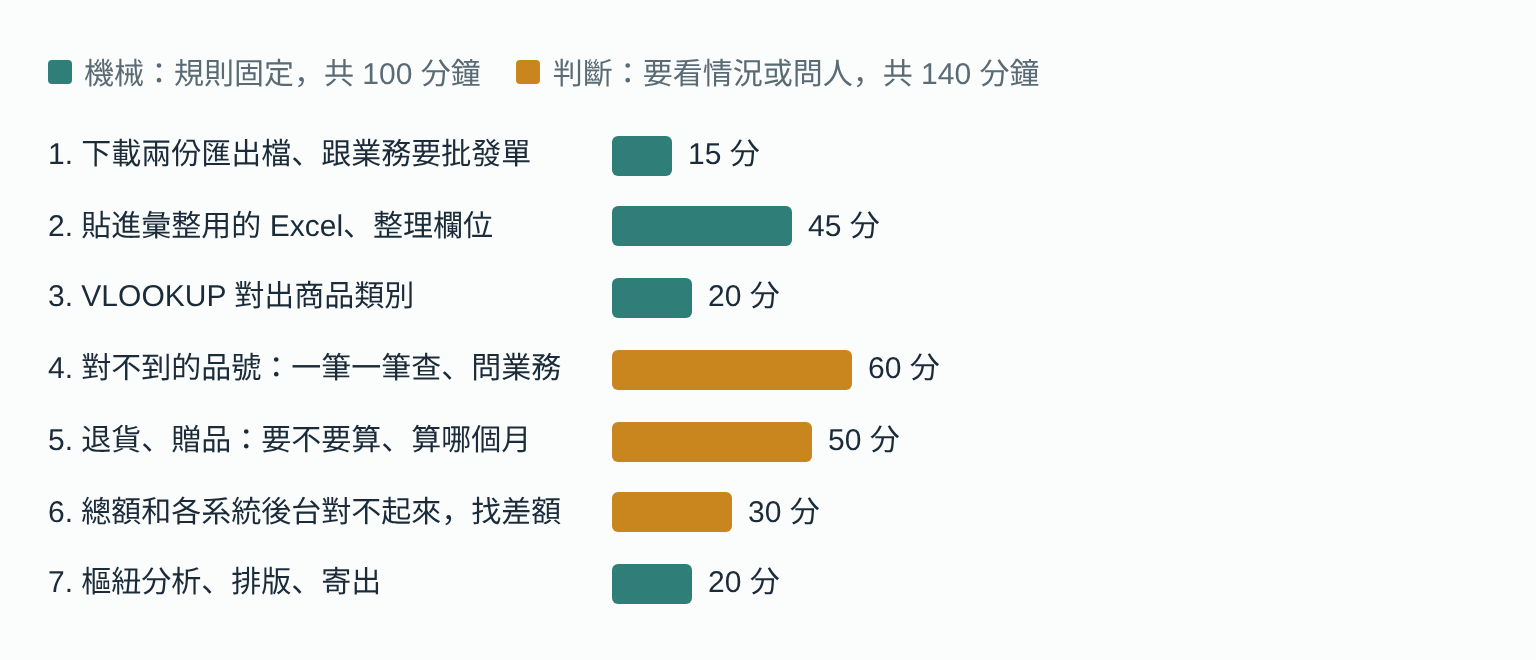 機械：規則固定，共 100 分鐘　判斷：要看情況或問人，共 140 分鐘
1. 下載兩份匯出檔、跟業務要批發單 15 分
2. 貼進彙整用的 Excel、整理欄位 45 分
3. VLOOKUP 對出商品類別 20 分
4. 對不到的品號：一筆一筆查、問業務 60 分
5. 退貨、贈品：要不要算、算哪個月 50 分
6. 總額和各系統後台對不起來，找差額 30 分
7. 樞紐分析、排版、寄出 20 分